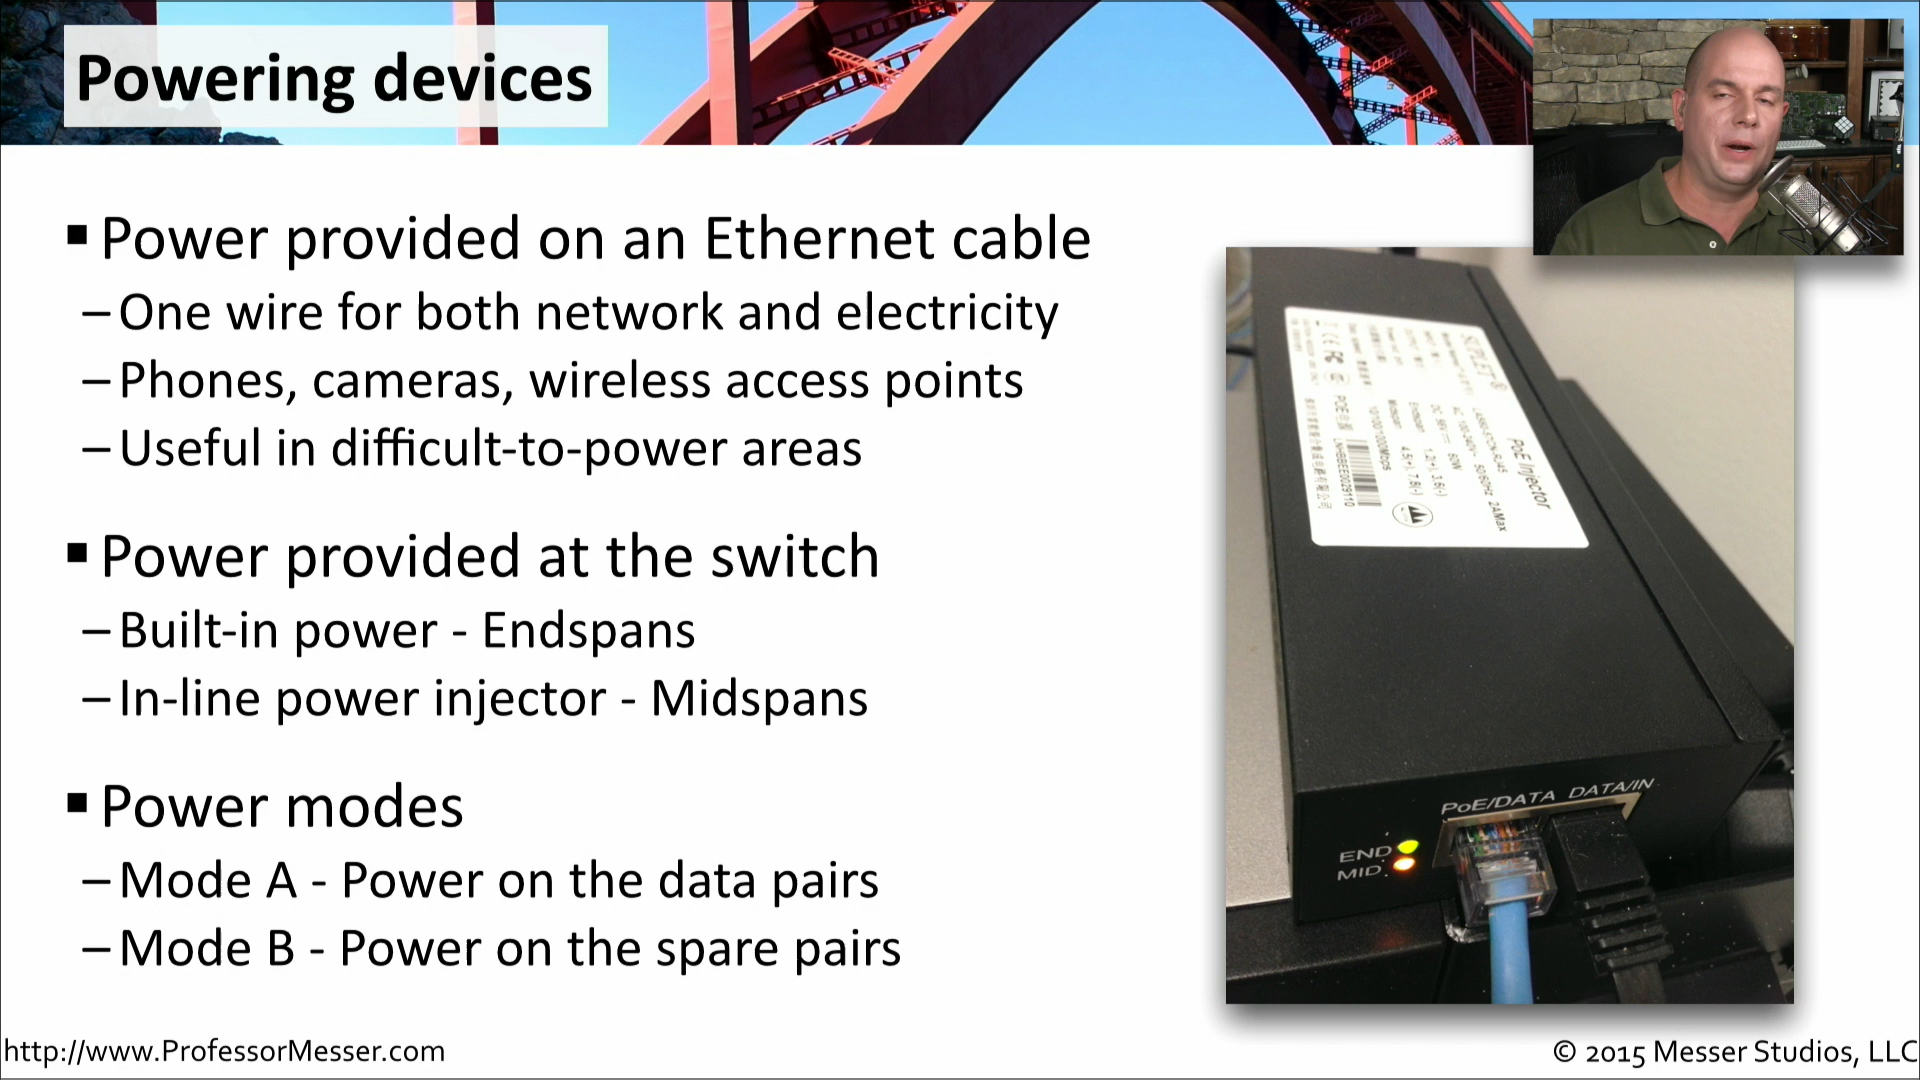 Powering devices
▪ Power provided on an Ethernet cable
– One wire for both network and electricity
– Phones, cameras, wireless access points
– Useful in difficult-to-power areas
▪ Power provided at the switch
– Built-in power - Endspans
– In-line power injector - Midspans
▪ Power modes
– Mode A - Power on the data pairs
– Mode B - Power on the spare pairs
PoE Injector
PoE/DATA DATA/IN
END
MID
http://www.ProfessorMesser.com
© 2015 Messer Studios, LLC